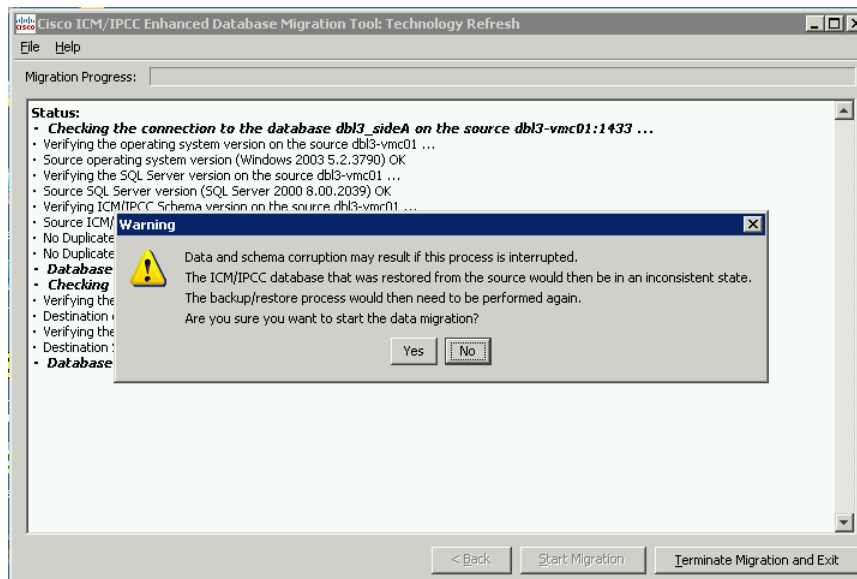 Cisco ICM/IPCC Enhanced Database Migration Tool: Technology Refresh
File Help
Migration Progress:
Status:
· Checking the connection to the database dbl3_sideA on the source dbl3-vmc01:1433 ...
· Verifying the operating system version on the source dbl3-vmc01 ...
· Source operating system version (Windows 2003 5.2.3790) OK
· Verifying the SQL Server version on the source dbl3-vmc01 ...
· Source SQL Server version (SQL Server 2000 8.00.2039) OK
· Verifying ICM/IPCC Schema version on the source dbl3-vmc01 ...
· Source ICM/
· No Duplicate
· No Duplicate
· Database
· Checking
· Verifying the
· Destination
· Verifying the
· Destination
· Database
Warning
Data and schema corruption may result if this process is interrupted.
The ICM/IPCC database that was restored from the source would then be in an inconsistent state.
The backup/restore process would then need to be performed again.
Are you sure you want to start the data migration?
Yes No
< Back Start Migration Terminate Migration and Exit